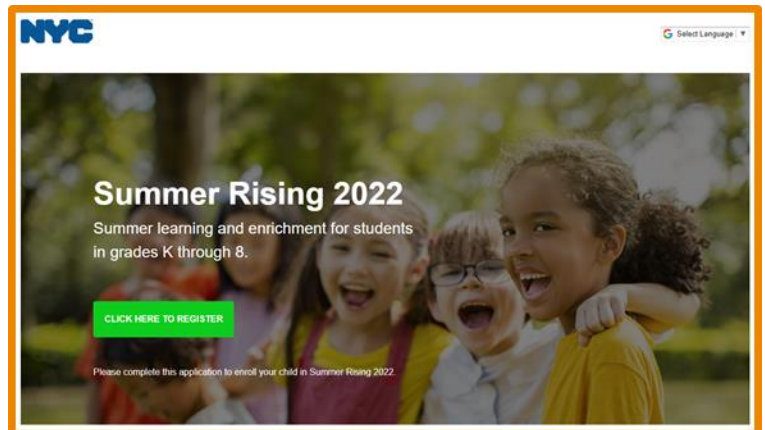 NYC
Select Language ▼
Summer Rising 2022
Summer learning and enrichment for students
in grades K through 8.
CLICK HERE TO REGISTER
Please complete this application to enroll your child in Summer Rising 2022.